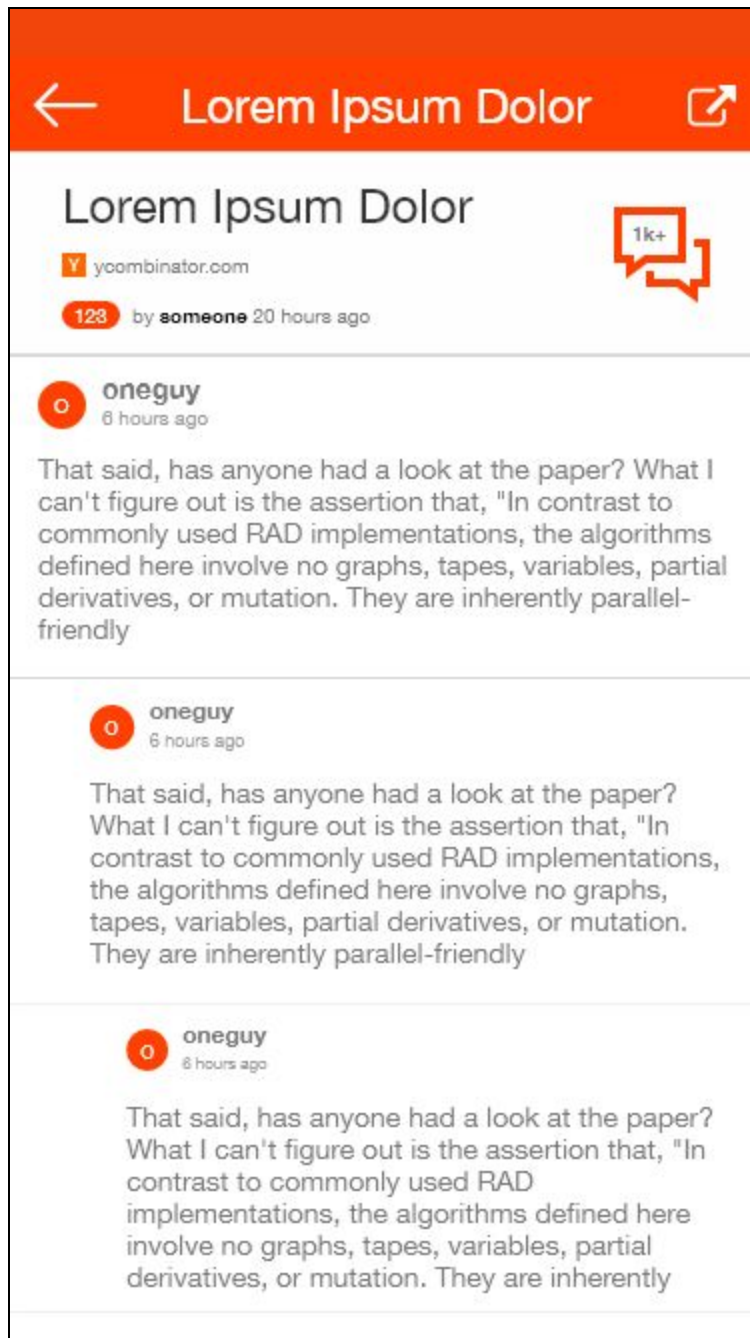 Lorem Ipsum Dolor
Lorem Ipsum Dolor
1k+
Y ycombinator.com
123 by someone 20 hours ago
O oneguy
6 hours ago
That said, has anyone had a look at the paper? What I
can't figure out is the assertion that, "In contrast to
commonly used RAD implementations, the algorithms
defined here involve no graphs, tapes, variables, partial
derivatives, or mutation. They are inherently parallel-
friendly
O oneguy
6 hours ago
That said, has anyone had a look at the paper?
What I can't figure out is the assertion that, "In
contrast to commonly used RAD implementations,
the algorithms defined here involve no graphs,
tapes, variables, partial derivatives, or mutation.
They are inherently parallel-friendly
O oneguy
6 hours ago
That said, has anyone had a look at the paper?
What I can't figure out is the assertion that, "In
contrast to commonly used RAD
implementations, the algorithms defined here
involve no graphs, tapes, variables, partial
derivatives, or mutation. They are inherently